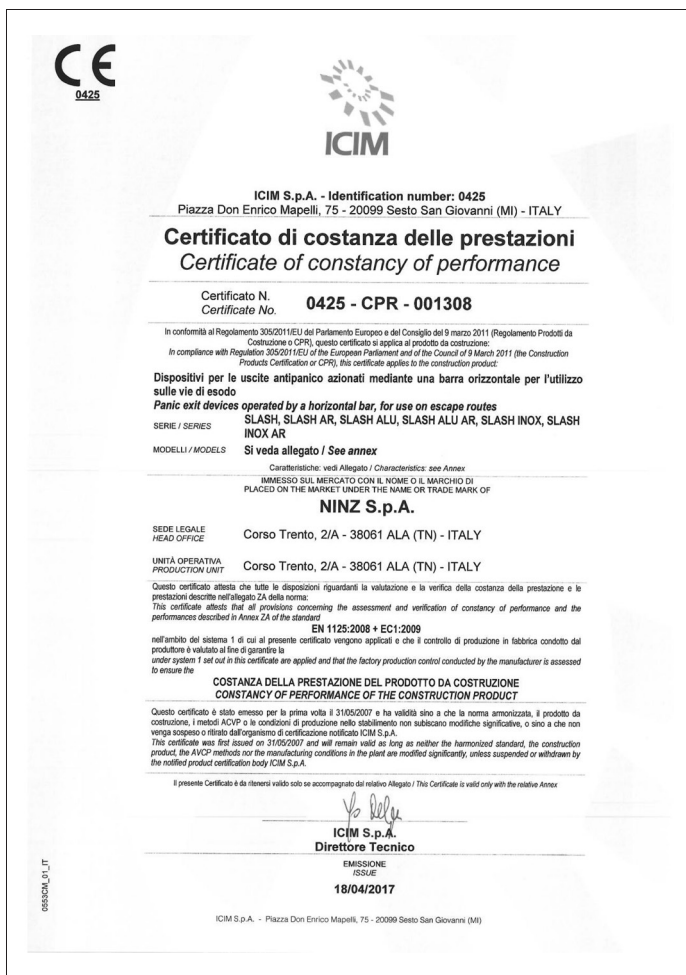 CE
0425
ICIM
ICIM S.p.A. - Identification number: 0425
Piazza Don Enrico Mapelli, 75 - 20099 Sesto San Giovanni (MI) - ITALY
Certificato di costanza delle prestazioni
Certificate of constancy of performance
Certificato N.
Certificate No.
0425 - CPR - 001308
In conformità al Regolamento 305/2011/EU del Parlamento Europeo e del Consiglio del 9 marzo 2011 (Regolamento Prodotti da
Costruzione o CPR), questo certificato si applica al prodotto da costruzione:
In compliance with Regulation 305/2011/EU of the European Parliament and of the Council of 9 March 2011 (the Construction
Products Certification or CPR), this certificate applies to the construction product:
Dispositivi per le uscite antipanico azionati mediante una barra orizzontale per l'utilizzo
sulle vie di esodo
Panic exit devices operated by a horizontal bar, for use on escape routes
SERIE / SERIES
SLASH, SLASH AR, SLASH ALU, SLASH ALU AR, SLASH INOX, SLASH
INOX AR
MODELLI / MODELS
Si veda allegato / See annex
Caratteristiche: vedi Allegato / Characteristics: see Annex
IMMESSO SUL MERCATO CON IL NOME O IL MARCHIO DI
PLACED ON THE MARKET UNDER THE NAME OR TRADE MARK OF
NINZ S.p.A.
SEDE LEGALE
HEAD OFFICE
Corso Trento, 2/A - 38061 ALA (TN) - ITALY
UNITÀ OPERATIVA
PRODUCTION UNIT
Corso Trento, 2/A - 38061 ALA (TN) - ITALY
Questo certificato attesta che tutte le disposizioni riguardanti la valutazione e la verifica della costanza della prestazione e le
prestazioni descritte nell'allegato ZA della norma:
This certificate attests that all provisions concerning the assessment and verification of constancy of performance and the
performances described in Annex ZA of the standard
EN 1125:2008 + EC1:2009
nell'ambito del sistema 1 di cui al presente certificato vengono applicati e che il controllo di produzione in fabbrica condotto dal
produttore è valutato al fine di garantire la
under system 1 set out in this certificate are applied and that the factory production control conducted by the manufacturer is assessed
to ensure the
COSTANZA DELLA PRESTAZIONE DEL PRODOTTO DA COSTRUZIONE
CONSTANCY OF PERFORMANCE OF THE CONSTRUCTION PRODUCT
Questo certificato è stato emesso per la prima volta il 31/05/2007 e ha validità sino a che la norma armonizzata, il prodotto da
costruzione, i metodi ACVP o le condizioni di produzione nello stabilimento non subiscano modifiche significative, o sino a che non
venga sospeso o ritirato dall'organismo di certificazione notificato ICIM S.p.A.
This certificate was first issued on 31/05/2007 and will remain valid as long as neither the harmonized standard, the construction
product, the AVCP methods nor the manufacturing conditions in the plant are modified significantly, unless suspended or withdrawn by
the notified product certification body ICIM S.p.A.
Il presente Certificato è da ritenersi valido solo se accompagnato dal relativo Allegato / This Certificate is valid only with the relative Annex
ICIM S.p.A.
Direttore Tecnico
EMISSIONE
ISSUE
18/04/2017
0553CM_01_IT
ICIM S.p.A. - Piazza Don Enrico Mapelli, 75 - 20099 Sesto San Giovanni (MI)